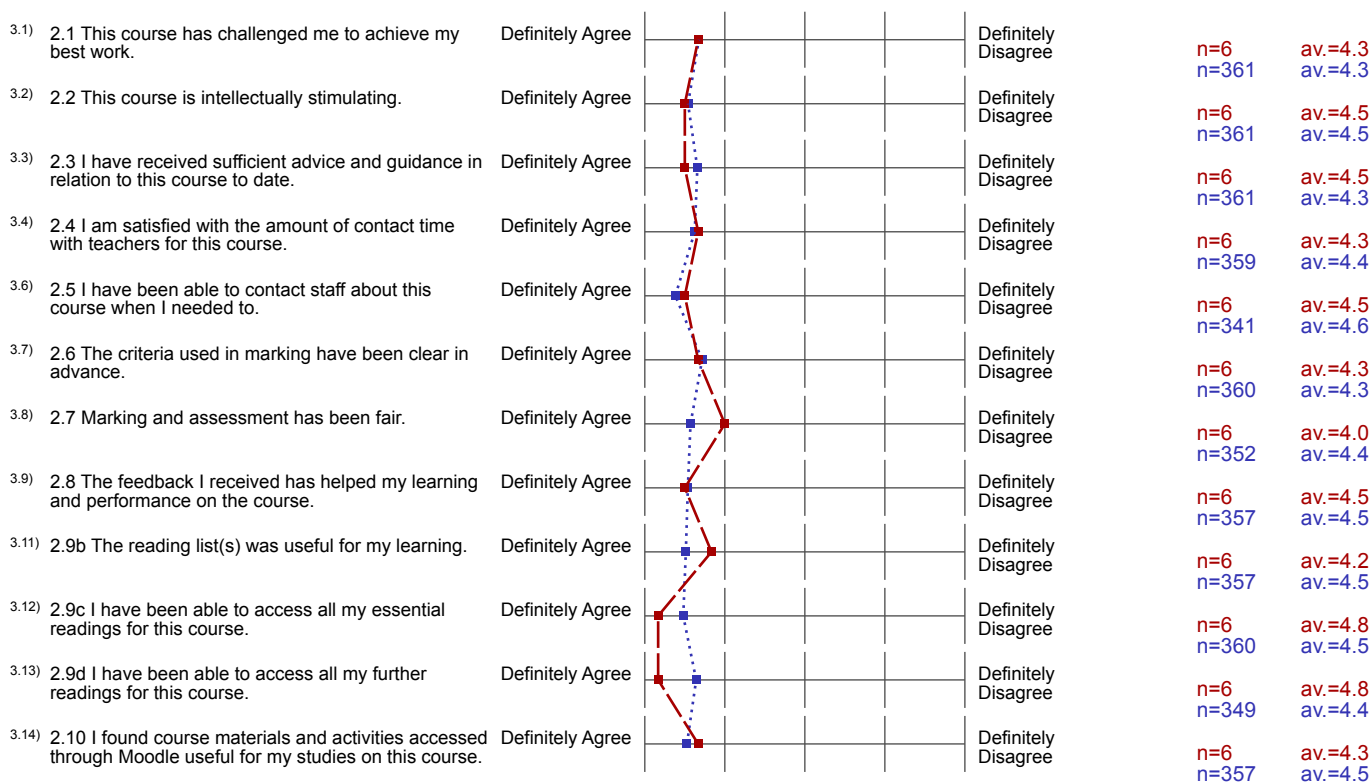 3.1) 2.1 This course has challenged me to achieve my Definitely Agree Definitely
best work. Disagree n=6 av.=4.3
n=361 av.=4.3
3.2) 2.2 This course is intellectually stimulating. Definitely Agree Definitely
Disagree n=6 av.=4.5
n=361 av.=4.5
3.3) 2.3 I have received sufficient advice and guidance in Definitely Agree Definitely
relation to this course to date. Disagree n=6 av.=4.5
n=361 av.=4.3
3.4) 2.4 I am satisfied with the amount of contact time Definitely Agree Definitely
with teachers for this course. Disagree n=6 av.=4.3
n=359 av.=4.4
3.6) 2.5 I have been able to contact staff about this Definitely Agree Definitely
course when I needed to. Disagree n=6 av.=4.5
n=341 av.=4.6
3.7) 2.6 The criteria used in marking have been clear in Definitely Agree Definitely
advance. Disagree n=6 av.=4.3
n=360 av.=4.3
3.8) 2.7 Marking and assessment has been fair. Definitely Agree Definitely
Disagree n=6 av.=4.0
n=352 av.=4.4
3.9) 2.8 The feedback I received has helped my learning Definitely Agree Definitely
and performance on the course. Disagree n=6 av.=4.5
n=357 av.=4.5
3.11) 2.9b The reading list(s) was useful for my learning. Definitely Agree Definitely
Disagree n=6 av.=4.2
n=357 av.=4.5
3.12) 2.9c I have been able to access all my essential Definitely Agree Definitely
readings for this course. Disagree n=6 av.=4.8
n=360 av.=4.5
3.13) 2.9d I have been able to access all my further Definitely Agree Definitely
readings for this course. Disagree n=6 av.=4.8
n=349 av.=4.4
3.14) 2.10 I found course materials and activities accessed Definitely Agree Definitely
through Moodle useful for my studies on this course. Disagree n=6 av.=4.3
n=357 av.=4.5